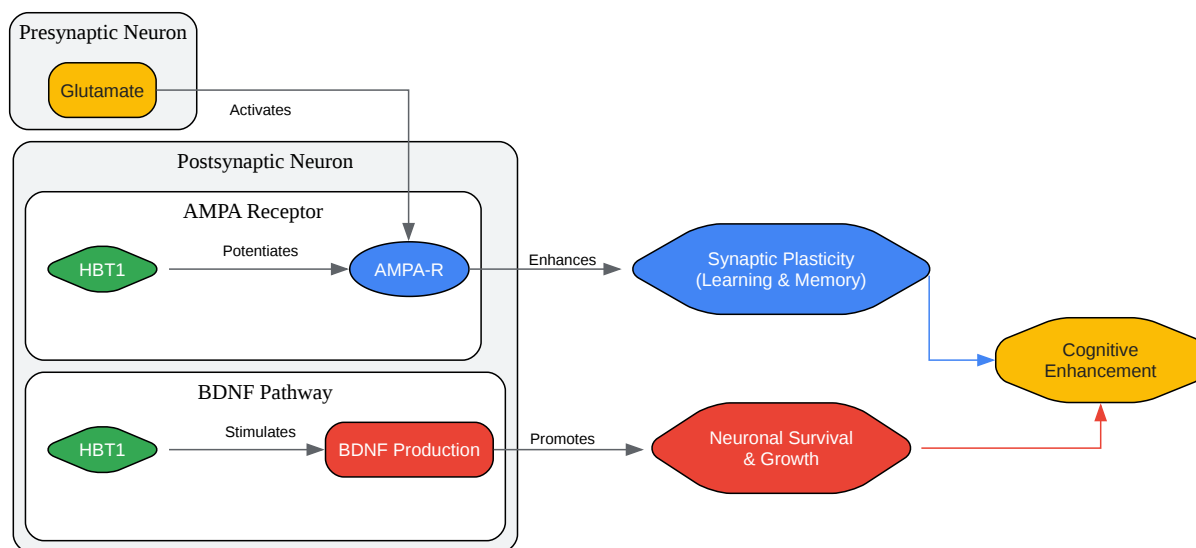 Presynaptic Neuron
Glutamate
Activates
Postsynaptic Neuron
AMPA Receptor
HBT1
Potentiates
AMPA-R
Enhances
Synaptic Plasticity
(Learning & Memory)
Cognitive
Enhancement
BDNF Pathway
HBT1
Stimulates
BDNF Production
Promotes
Neuronal Survival
& Growth